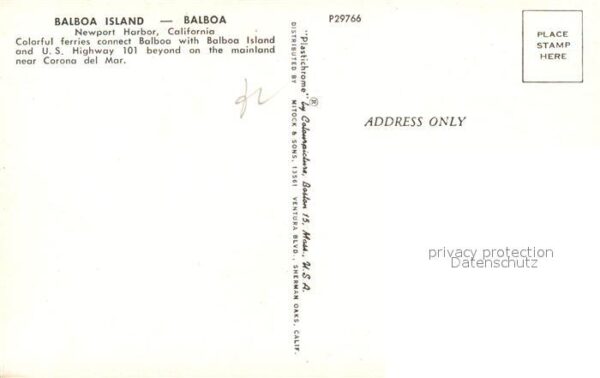 BALBOA ISLAND — BALBOA
Newport Harbor, California
Colorful ferries connect Balboa with Balboa Island
and U. S. Highway 101 beyond on the mainland
near Corona del Mar.
DISTRIBUTED BY MITOCK & SONS, 13561 VENTURA BLVD., SHERMAN OAKS, CALIF.
"Plastichrome"® by Colourpicture, Boston 15, Mass., U.S.A.
P29766
PLACE
STAMP
HERE
ADDRESS ONLY
privacy protection
Datenschutz